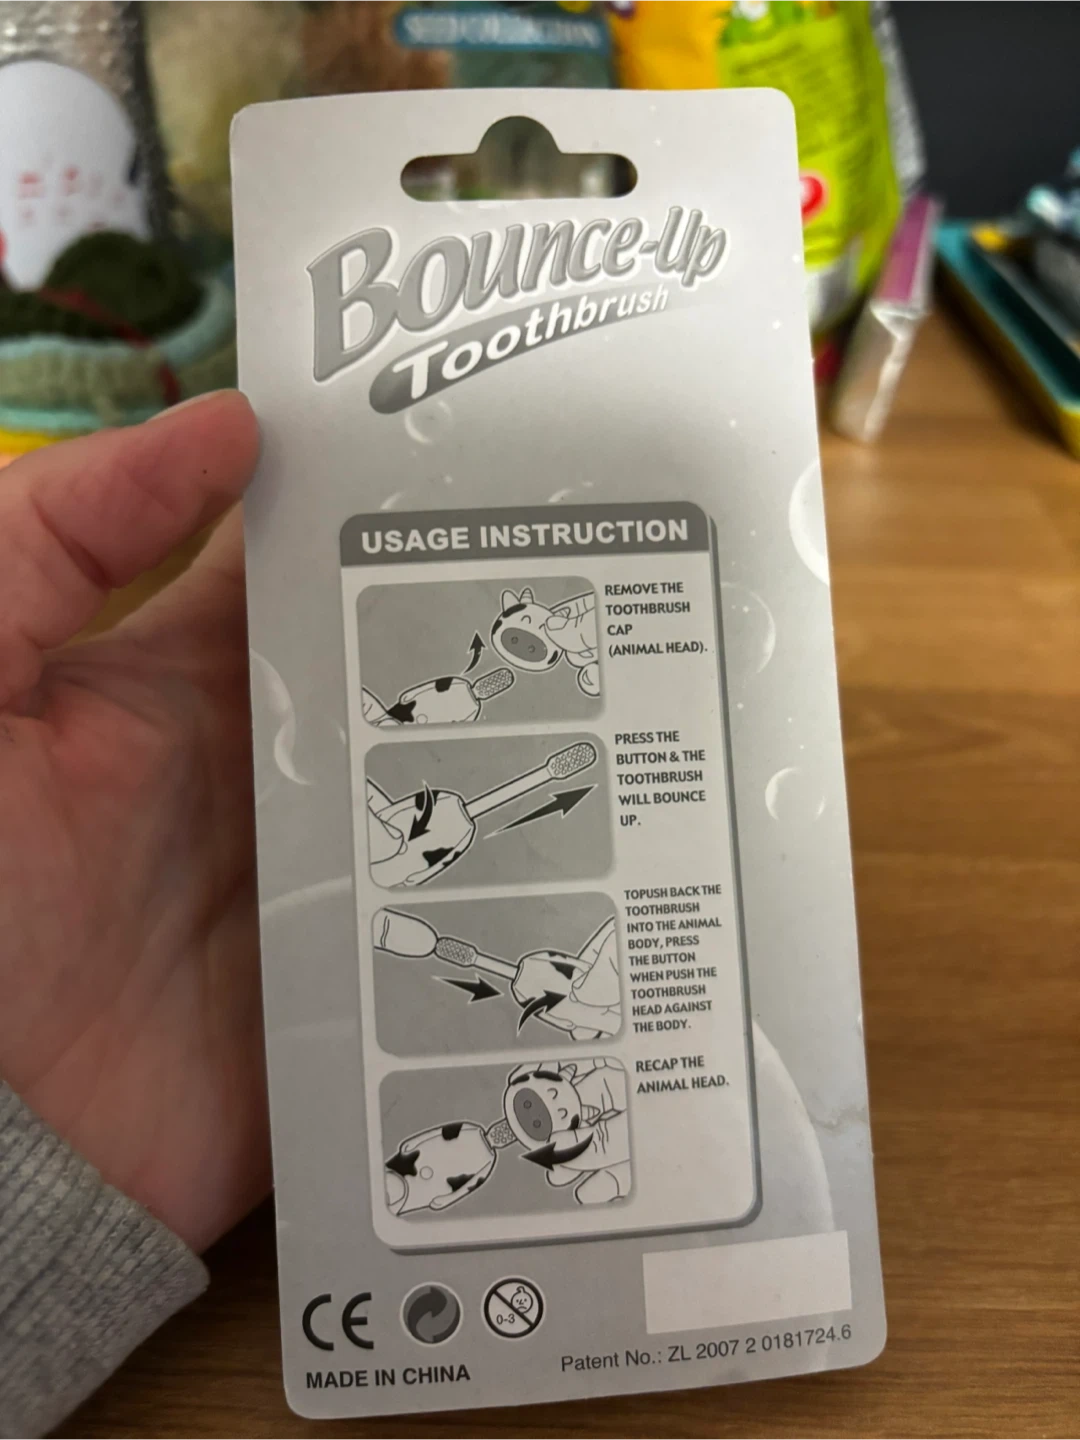 Bounce-Up
Toothbrush
USAGE INSTRUCTION
REMOVE THE
TOOTHBRUSH
CAP
(ANIMAL HEAD).
PRESS THE
BUTTON & THE
TOOTHBRUSH
WILL BOUNCE
UP.
TOPUSH BACK THE
TOOTHBRUSH
INTO THE ANIMAL
BODY, PRESS
THE BUTTON
WHEN PUSH THE
TOOTHBRUSH
HEAD AGAINST
THE BODY.
RECAP THE
ANIMAL HEAD.
CE
0-3
MADE IN CHINA
Patent No.: ZL 2007 2 0181724.6